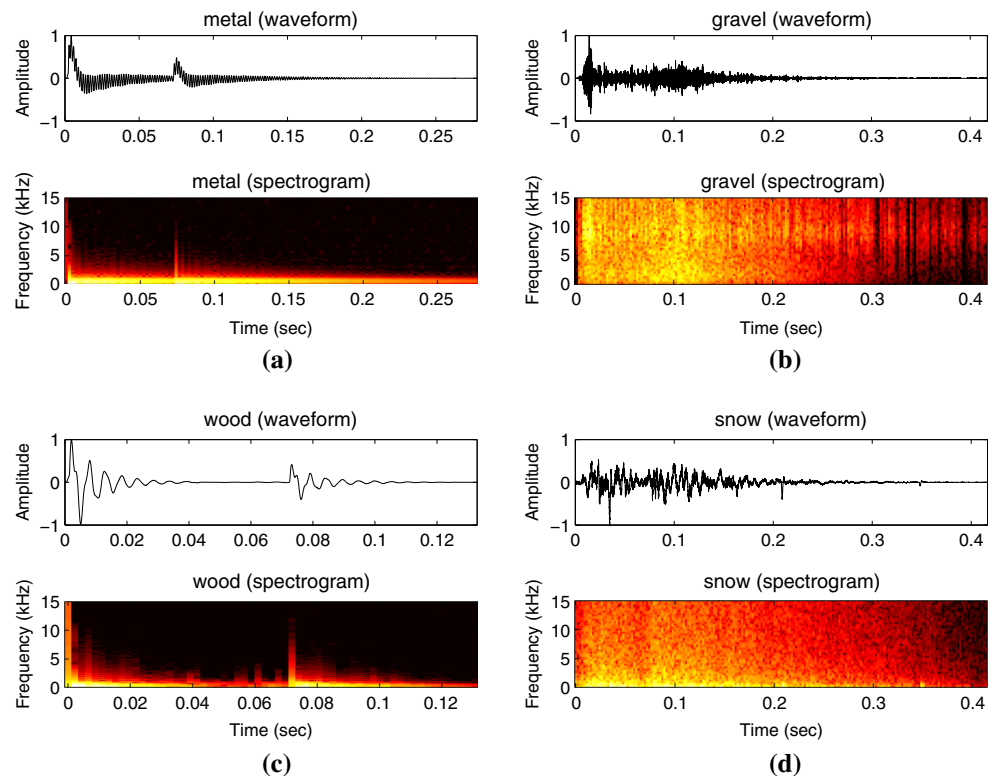 metal (waveform)
Amplitude
1
0
−1
0 0.05 0.1 0.15 0.2 0.25
metal (spectrogram)
Frequency (kHz)
15
10
5
0
0 0.05 0.1 0.15 0.2 0.25
Time (sec)
(a)
gravel (waveform)
Amplitude
1
0
−1
0 0.1 0.2 0.3 0.4
gravel (spectrogram)
Frequency (kHz)
15
10
5
0
0 0.1 0.2 0.3 0.4
Time (sec)
(b)
wood (waveform)
Amplitude
1
0
−1
0 0.02 0.04 0.06 0.08 0.1 0.12
wood (spectrogram)
Frequency (kHz)
15
10
5
0
0 0.02 0.04 0.06 0.08 0.1 0.12
Time (sec)
(c)
snow (waveform)
Amplitude
1
0
−1
0 0.1 0.2 0.3 0.4
snow (spectrogram)
Frequency (kHz)
15
10
5
0
0 0.1 0.2 0.3 0.4
Time (sec)
(d)